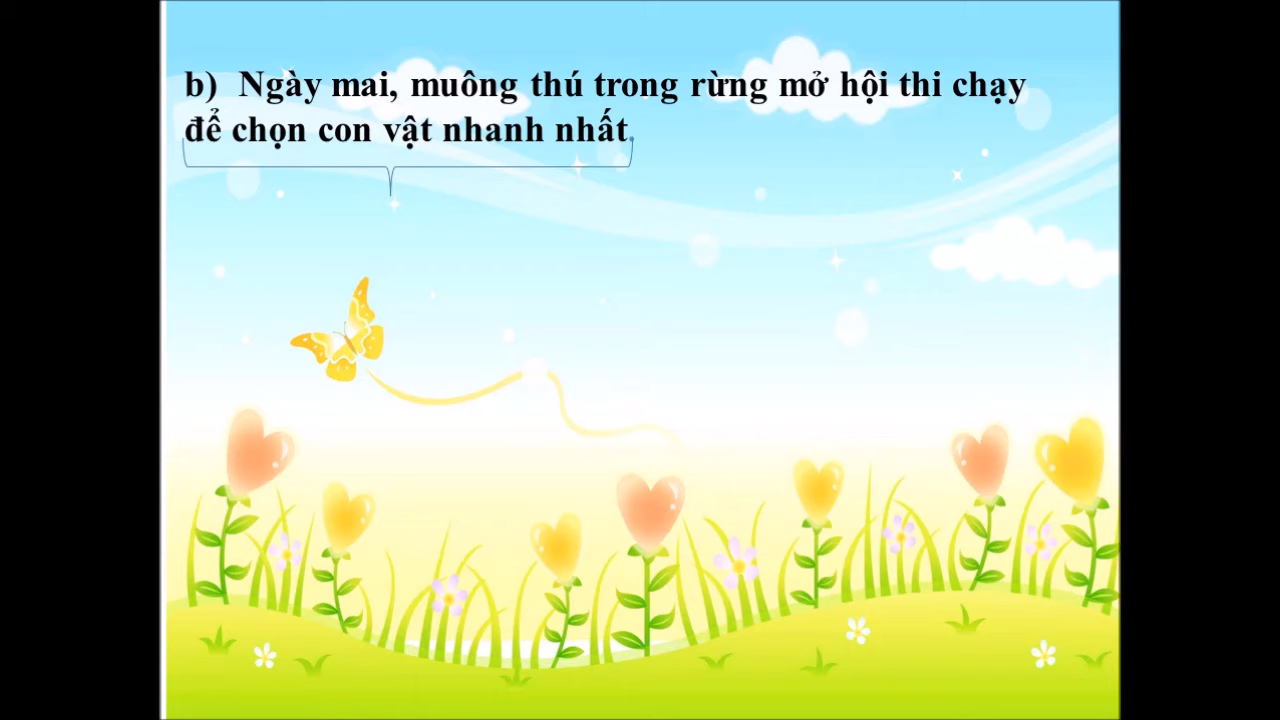 b) Ngày mai, muông thú trong rừng mở hội thi chạy
để chọn con vật nhanh nhất.